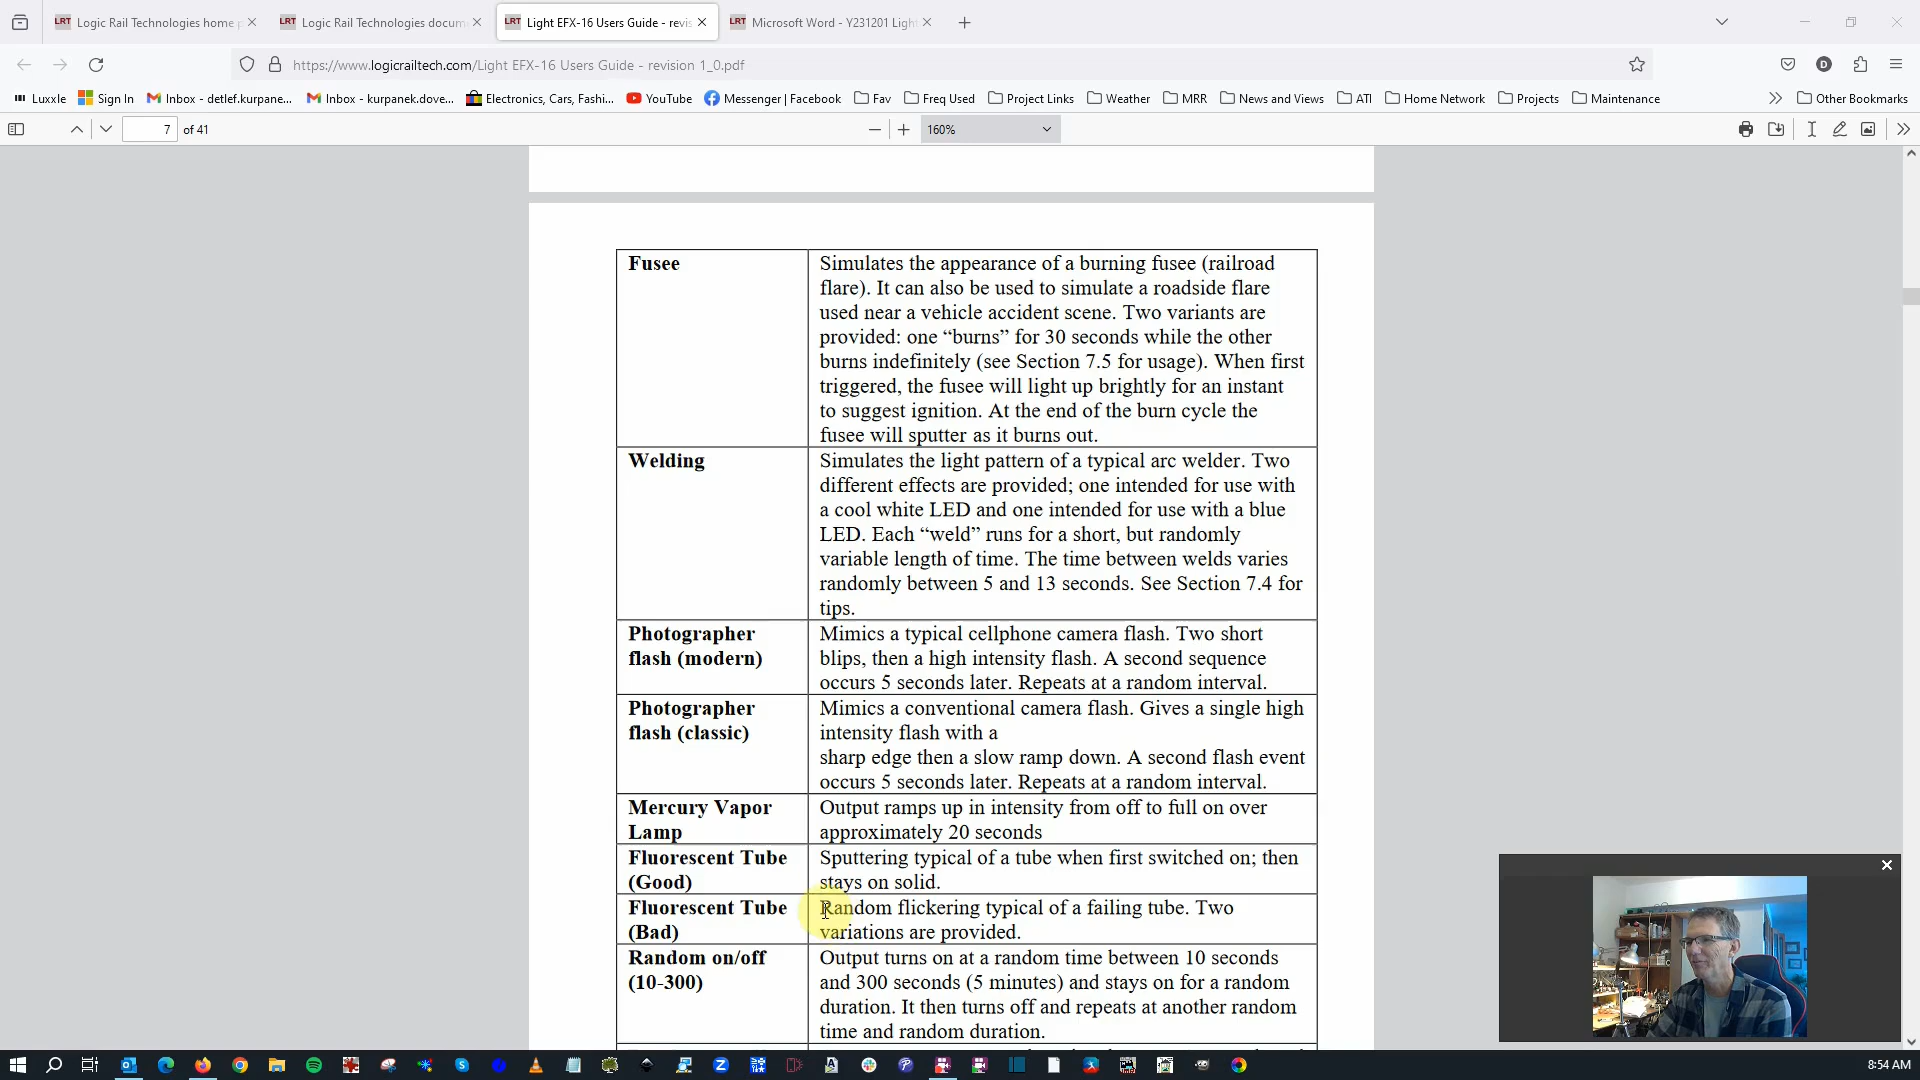 LRT Logic Rail Technologies home p
LRT Logic Rail Technologies docum
LRT Light EFX-16 Users Guide - revis
LRT Microsoft Word - Y231201 Light
https://www.logicrailtech.com/Light EFX-16 Users Guide - revision 1_0.pdf
D
Luxxle
Sign In
Inbox - detlef.kurpane...
Inbox - kurpanek.dove...
Electronics, Cars, Fashi...
YouTube
Messenger | Facebook
Fav
Freq Used
Project Links
Weather
MRR
News and Views
ATI
Home Network
Projects
Maintenance
Other Bookmarks
7 of 41
160%
Fusee
Simulates the appearance of a burning fusee (railroad
flare). It can also be used to simulate a roadside flare
used near a vehicle accident scene. Two variants are
provided: one “burns” for 30 seconds while the other
burns indefinitely (see Section 7.5 for usage). When first
triggered, the fusee will light up brightly for an instant
to suggest ignition. At the end of the burn cycle the
fusee will sputter as it burns out.
Welding
Simulates the light pattern of a typical arc welder. Two
different effects are provided; one intended for use with
a cool white LED and one intended for use with a blue
LED. Each “weld” runs for a short, but randomly
variable length of time. The time between welds varies
randomly between 5 and 13 seconds. See Section 7.4 for
tips.
Photographer
flash (modern)
Mimics a typical cellphone camera flash. Two short
blips, then a high intensity flash. A second sequence
occurs 5 seconds later. Repeats at a random interval.
Photographer
flash (classic)
Mimics a conventional camera flash. Gives a single high
intensity flash with a
sharp edge then a slow ramp down. A second flash event
occurs 5 seconds later. Repeats at a random interval.
Mercury Vapor
Lamp
Output ramps up in intensity from off to full on over
approximately 20 seconds
Fluorescent Tube
(Good)
Sputtering typical of a tube when first switched on; then
stays on solid.
Fluorescent Tube
(Bad)
Random flickering typical of a failing tube. Two
variations are provided.
Random on/off
(10-300)
Output turns on at a random time between 10 seconds
and 300 seconds (5 minutes) and stays on for a random
duration. It then turns off and repeats at another random
time and random duration.
8:54 AM